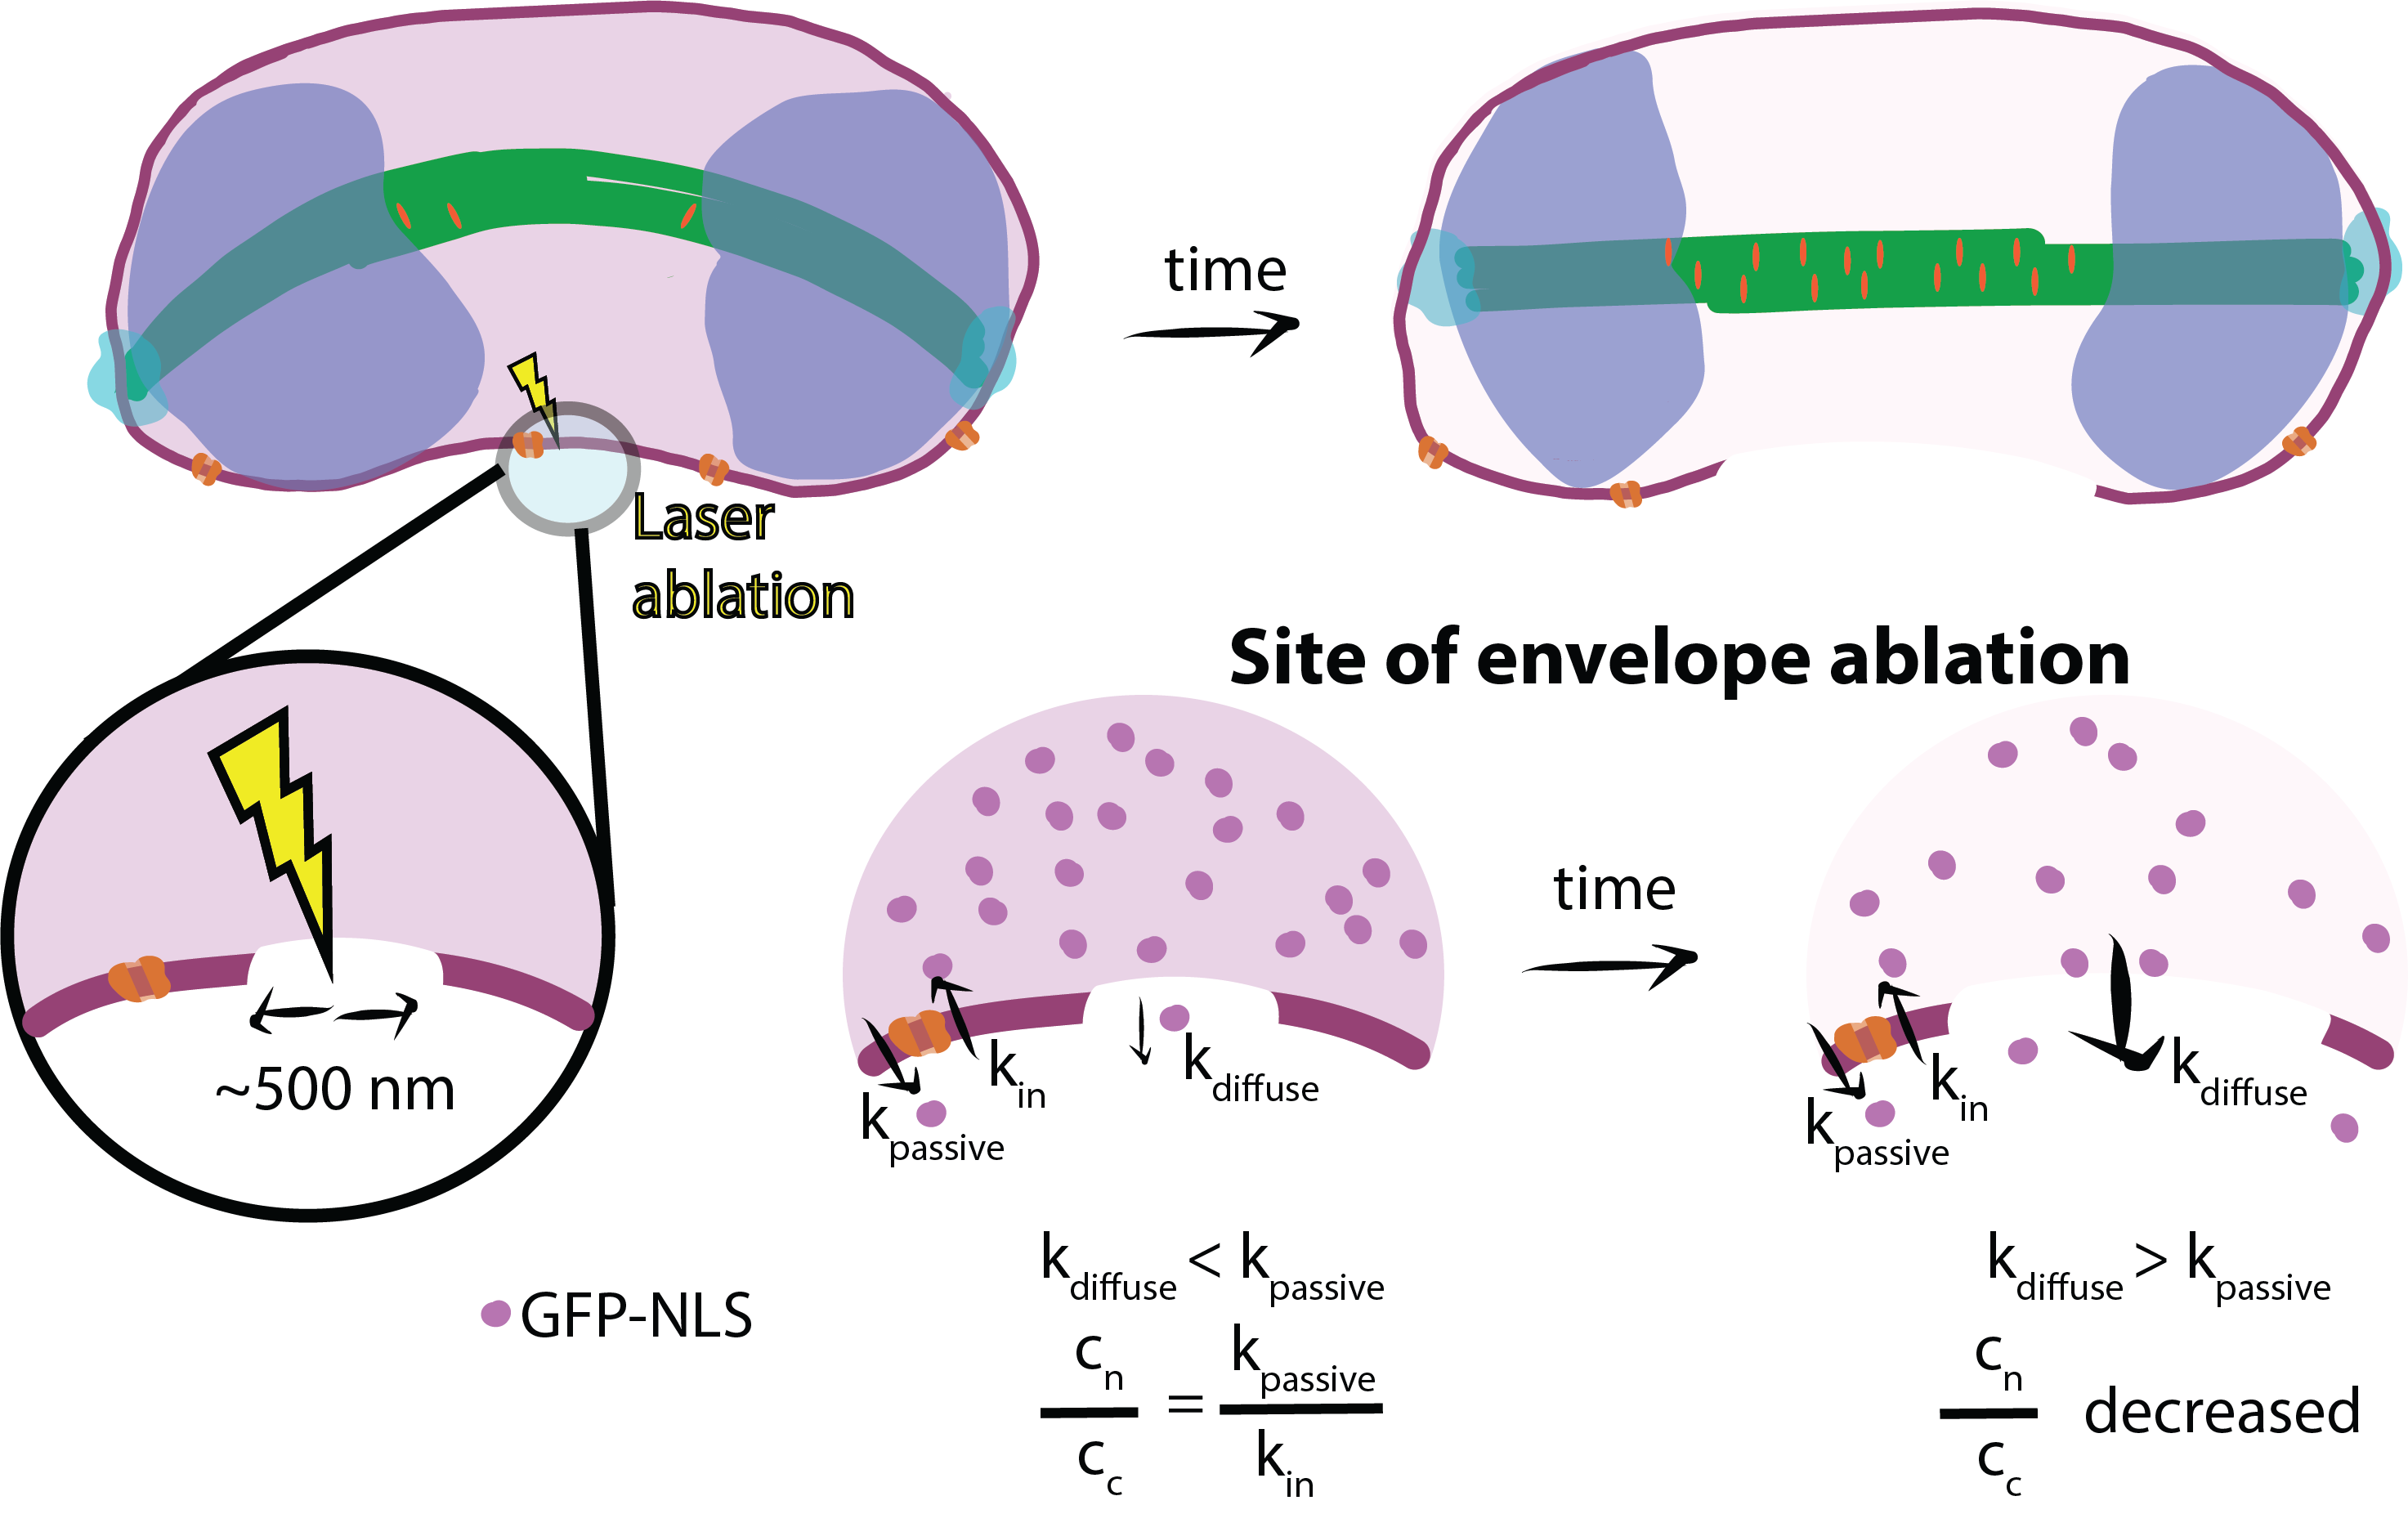 time
Laser
ablation
Site of envelope ablation
~500 nm
k_in
k_passive
k_diffuse
time
k_in
k_passive
k_diffuse
GFP-NLS
k_diffuse < k_passive
c_n / c_c = k_passive / k_in
k_diffuse > k_passive
c_n / c_c decreased